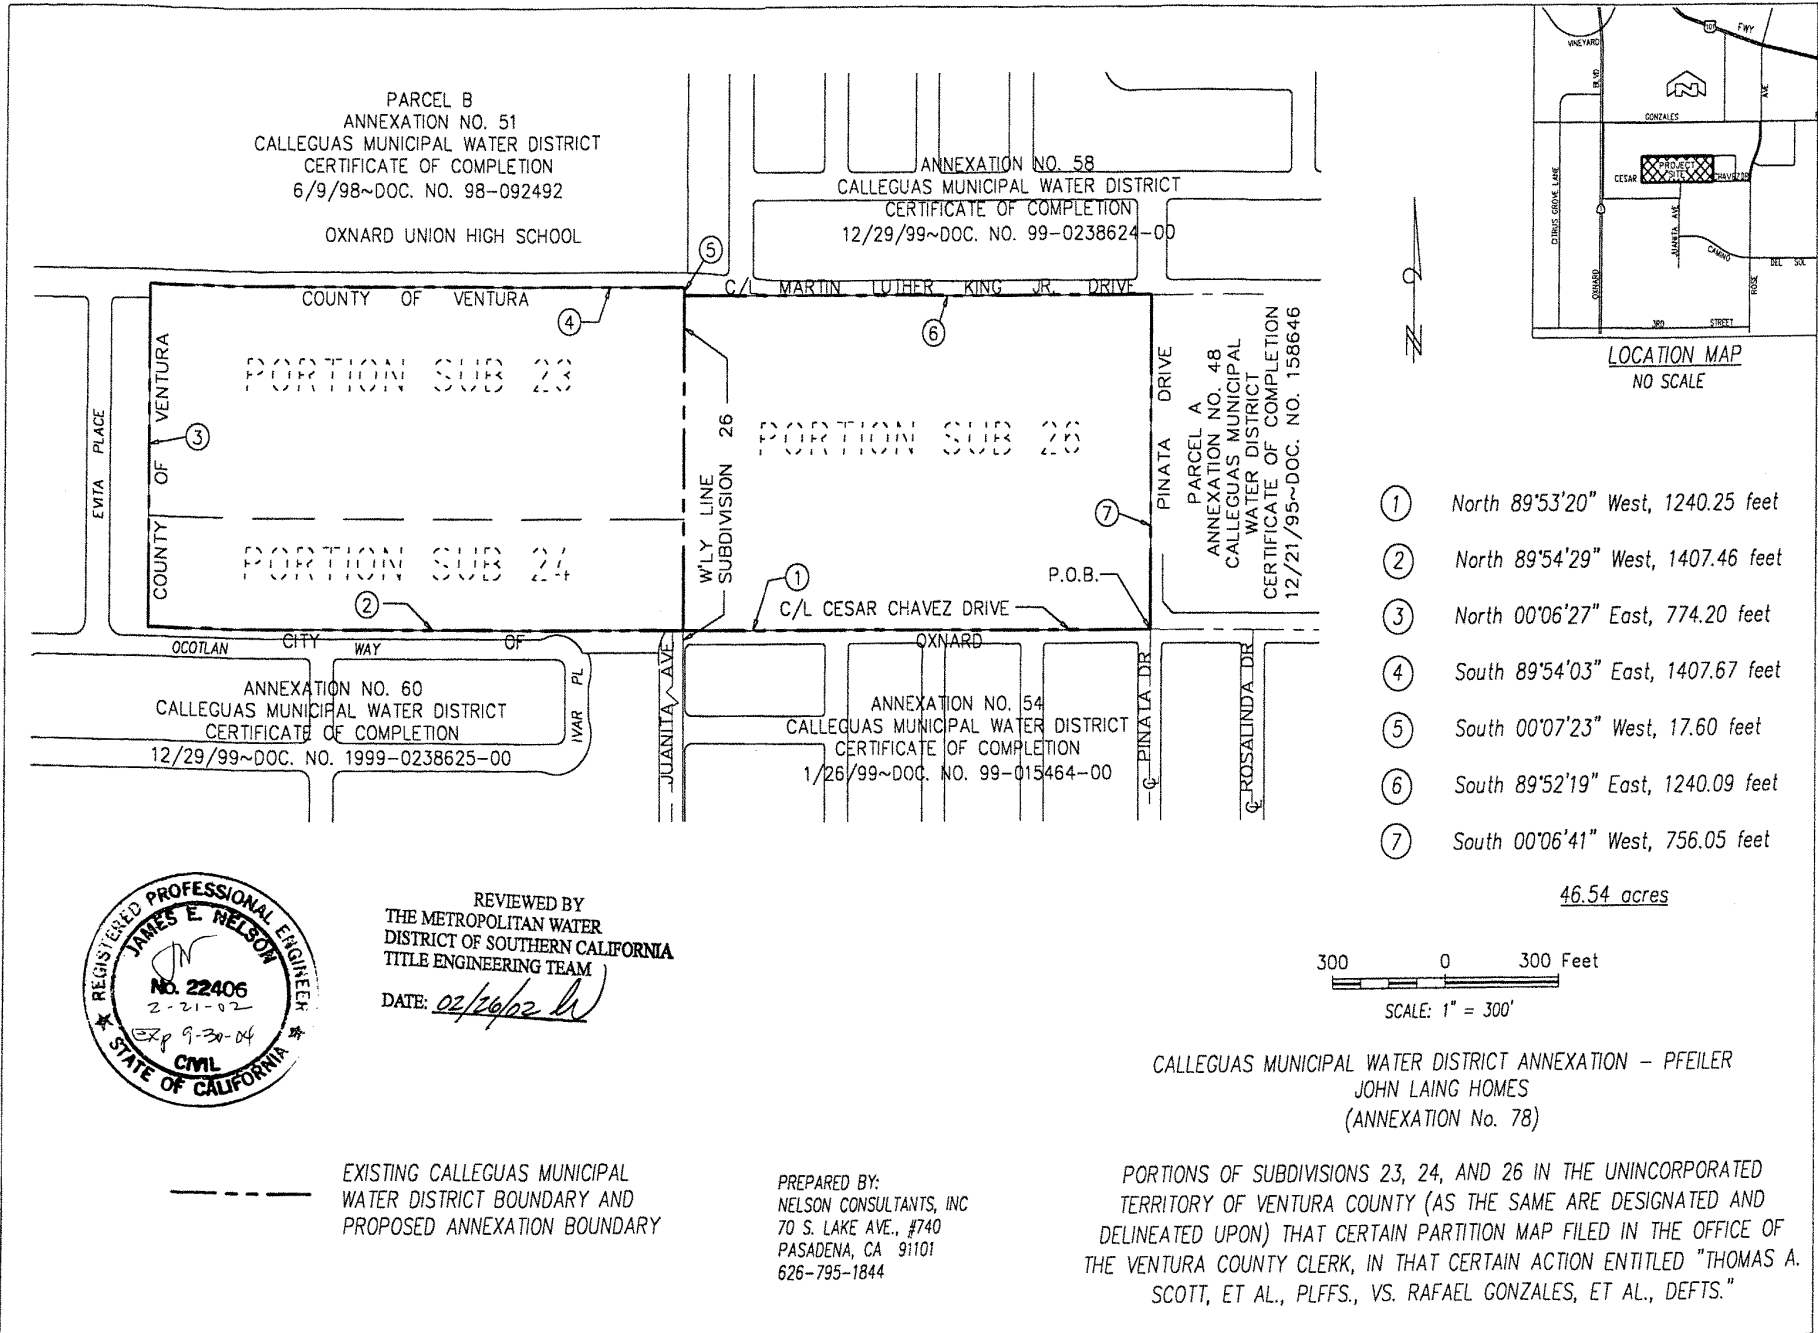 PARCEL B
ANNEXATION NO. 51
CALLEGUAS MUNICIPAL WATER DISTRICT
CERTIFICATE OF COMPLETION
6/9/98~DOC. NO. 98-092492
OXNARD UNION HIGH SCHOOL
ANNEXATION NO. 58
CALLEGUAS MUNICIPAL WATER DISTRICT
CERTIFICATE OF COMPLETION
12/29/99~DOC. NO. 99-0238624-00
VINEYARD
BLVD
101
FWY
AVE
N
GONZALES
CITRUS GROVE LANE
CESAR
PROJECT
SITE
CHAVEZ DR
JUANITA AVE
CAMINO
DEL SOL
OXNARD
ROSE
3RD STREET
LOCATION MAP
NO SCALE
N
5
COUNTY OF VENTURA
4
C/L MARTIN LUTHER KING JR. DRIVE
6
EVITA PLACE
COUNTY OF VENTURA
3
PORTION SUB 23
PORTION SUB 24
2
W'LY LINE
SUBDIVISION 26
PORTION SUB 26
7
PINATA DRIVE
PARCEL A
ANNEXATION NO. 48
CALLEGUAS MUNICIPAL
WATER DISTRICT
CERTIFICATE OF COMPLETION
12/21/95~DOC. NO. 158646
1
P.O.B.
C/L CESAR CHAVEZ DRIVE
OCOTLAN WAY
CITY OF OXNARD
ANNEXATION NO. 60
CALLEGUAS MUNICIPAL WATER DISTRICT
CERTIFICATE OF COMPLETION
12/29/99~DOC. NO. 1999-0238625-00
IVAR PL
JUANITA AVE
ANNEXATION NO. 54
CALLEGUAS MUNICIPAL WATER DISTRICT
CERTIFICATE OF COMPLETION
1/26/99~DOC. NO. 99-015464-00
℄ PINATA DR
℄ ROSALINDA DR
1 North 89°53'20" West, 1240.25 feet
2 North 89°54'29" West, 1407.46 feet
3 North 00°06'27" East, 774.20 feet
4 South 89°54'03" East, 1407.67 feet
5 South 00°07'23" West, 17.60 feet
6 South 89°52'19" East, 1240.09 feet
7 South 00°06'41" West, 756.05 feet
46.54 acres
REGISTERED PROFESSIONAL ENGINEER
JAMES E. NELSON
JN
No. 22406
2-21-02
Exp 9-30-04
CIVIL
STATE OF CALIFORNIA
REVIEWED BY
THE METROPOLITAN WATER
DISTRICT OF SOUTHERN CALIFORNIA
TITLE ENGINEERING TEAM
DATE: 02/26/02
300 0 300 Feet
SCALE: 1" = 300'
CALLEGUAS MUNICIPAL WATER DISTRICT ANNEXATION - PFEILER
JOHN LAING HOMES
(ANNEXATION No. 78)
EXISTING CALLEGUAS MUNICIPAL
WATER DISTRICT BOUNDARY AND
PROPOSED ANNEXATION BOUNDARY
PREPARED BY:
NELSON CONSULTANTS, INC
70 S. LAKE AVE., #740
PASADENA, CA 91101
626-795-1844
PORTIONS OF SUBDIVISIONS 23, 24, AND 26 IN THE UNINCORPORATED
TERRITORY OF VENTURA COUNTY (AS THE SAME ARE DESIGNATED AND
DELINEATED UPON) THAT CERTAIN PARTITION MAP FILED IN THE OFFICE OF
THE VENTURA COUNTY CLERK, IN THAT CERTAIN ACTION ENTITLED "THOMAS A.
SCOTT, ET AL., PLFFS., VS. RAFAEL GONZALES, ET AL., DEFTS."